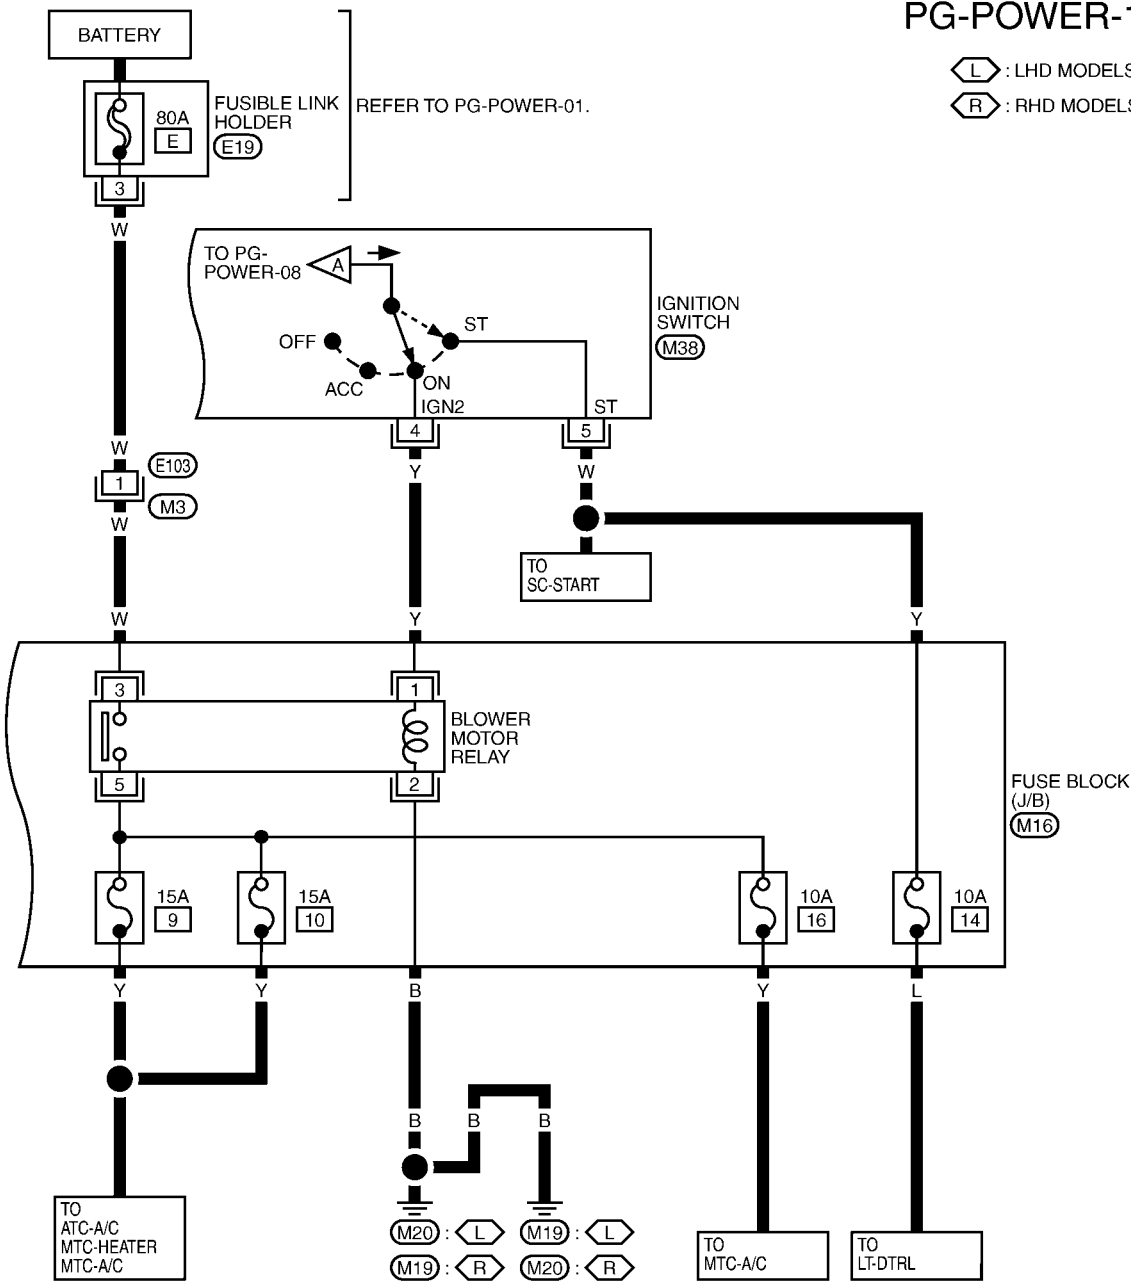 PG-POWER-1
BATTERY
L : LHD MODELS
R : RHD MODELS
80A
E
FUSIBLE LINK
HOLDER
E19
REFER TO PG-POWER-01.
3
W
TO PG-
POWER-08
A
IGNITION
SWITCH
M38
ST
OFF
ACC
ON
IGN2
ST
4
5
W
Y
W
E103
1
M3
W
TO
SC-START
W
Y
Y
3
1
BLOWER
MOTOR
RELAY
5
2
FUSE BLOCK
(J/B)
M16
15A
9
15A
10
10A
16
10A
14
Y
Y
B
Y
L
B
B
B
TO
ATC-A/C
MTC-HEATER
MTC-A/C
M20 : L
M19 : L
M19 : R
M20 : R
TO
MTC-A/C
TO
LT-DTRL